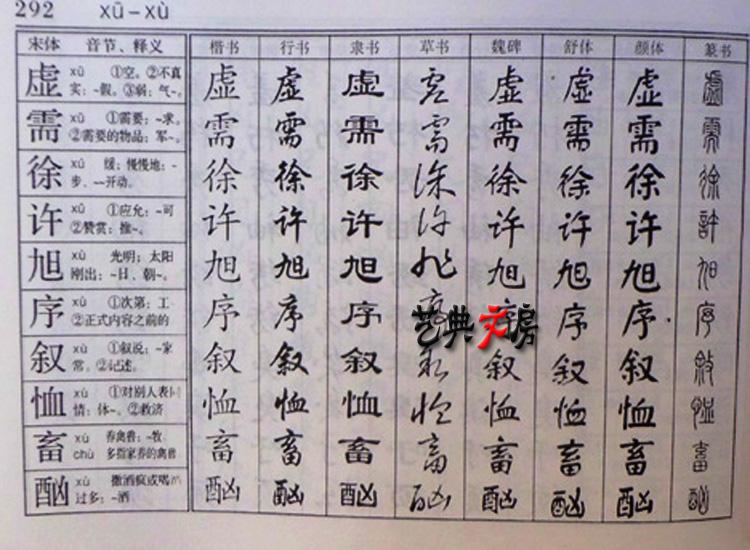 292 xū－xù
宋体 音节、释义 楷书 行书 隶书 草书 魏碑 舒体 颜体 篆书
虚 xū ①空。②不真 虚 虚 虚 虚 虚 虚 虚 虚
实：~假。③弱：气~。
需 xū ①需要：~求。 需 需 需 需 需 需 需 需
②需要的物品：军~。
徐 xú 缓；慢慢地：~ 徐 徐 徐 徐 徐 徐 徐 徐
步、一开动。
许 xǔ ①应允：~可 许 许 许 许 许 许 许 許
②赞赏：推~。
旭 xù 光明；太阳 旭 旭 旭 旭 旭 旭 旭 旭
刚出：~日、朝~。
序 xù ①次第：工 序 序 序 序 序 序 序 序
②正式内容之前的
叙 xù ①叙说：~家 叙 叙 叙 叙 叙 叙 叙 敘
常。②记述。
恤 xù ①对别人表同 恤 恤 恤 恤 恤 恤 恤 恤
情：体~。②救济
畜 xù 养禽兽：~牧。 畜 畜 畜 畜 畜 畜 畜 畜
chù 多指家养的禽兽
酗 xù 撒酒疯或喝 酗 酗 酗 酗 酗 酗 酗 酗
过多：~酒
艺典文房